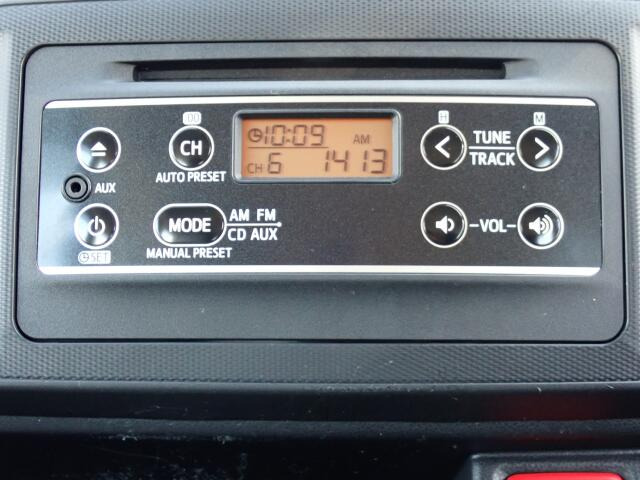 :00
H
M
10:09 AM
CH 6 1413
CH
TUNE
TRACK
AUTO PRESET
AUX
MODE
AM FM
CD AUX
VOL
MANUAL PRESET
SET